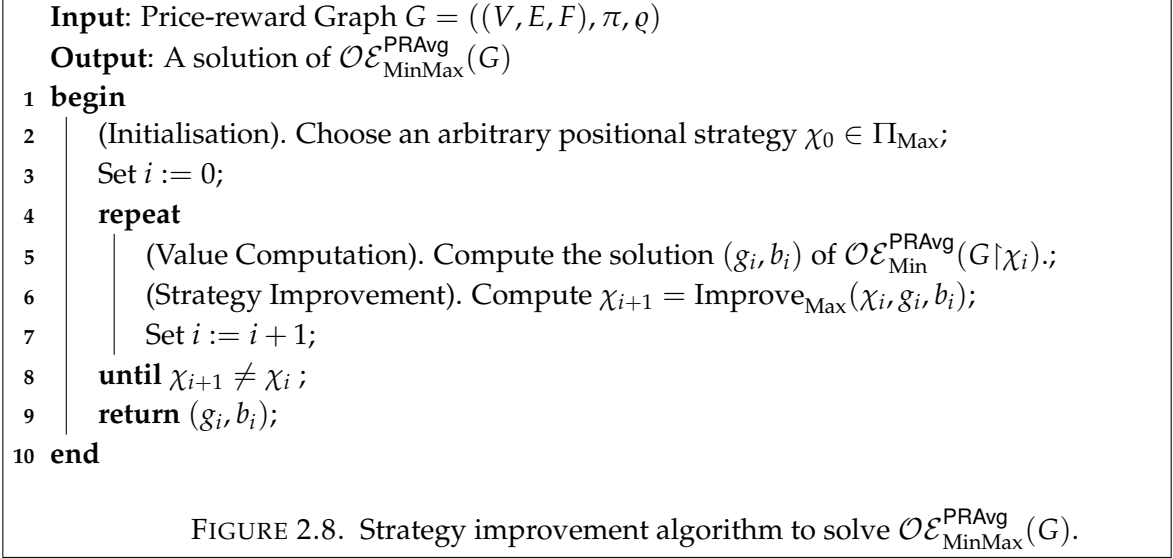 Input: Price-reward Graph G = ((V, E, F), π, ϱ)
Output: A solution of 𝒪ℰ^PRAvg_MinMax(G)
1 begin
2 (Initialisation). Choose an arbitrary positional strategy χ₀ ∈ Π_Max;
3 Set i := 0;
4 repeat
5 (Value Computation). Compute the solution (g_i, b_i) of 𝒪ℰ^PRAvg_Min(G↾χ_i).;
6 (Strategy Improvement). Compute χ_{i+1} = Improve_Max(χ_i, g_i, b_i);
7 Set i := i + 1;
8 until χ_{i+1} ≠ χ_i ;
9 return (g_i, b_i);
10 end
FIGURE 2.8. Strategy improvement algorithm to solve 𝒪ℰ^PRAvg_MinMax(G).